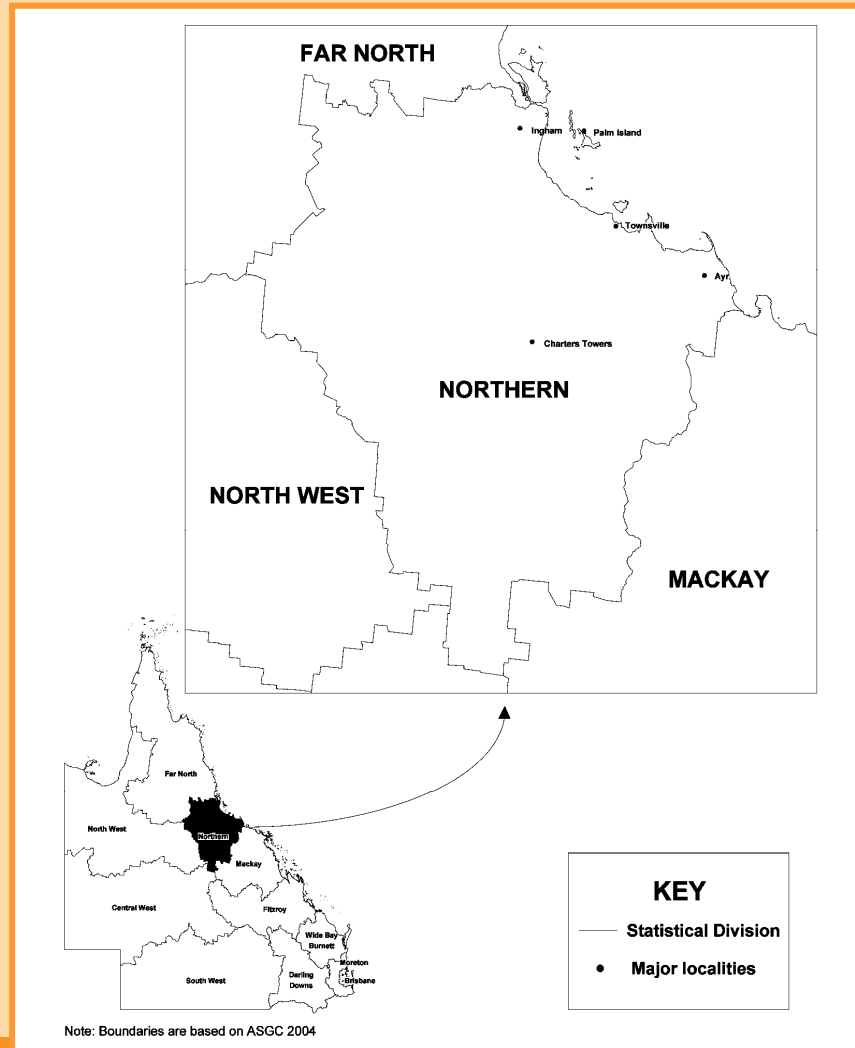 FAR NORTH
Ingham
Palm Island
Townsville
Ayr
Charters Towers
NORTHERN
NORTH WEST
MACKAY
Far North
North West
Northern
Mackay
Central West
Fitzroy
Wide Bay
Burnett
Moreton
South West
Darling
Downs
Brisbane
KEY
Statistical Division
Major localities
Note: Boundaries are based on ASGC 2004